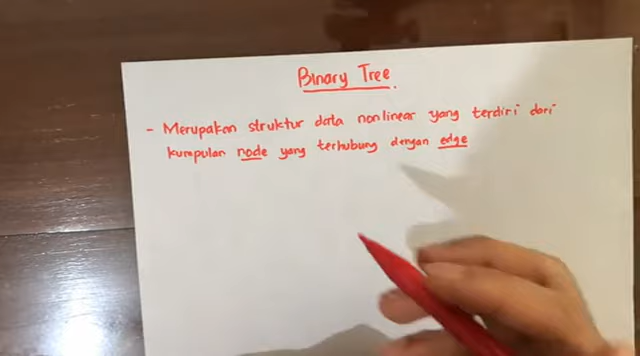 Binary Tree
- Merupakan struktur data nonlinear yang terdiri dari
kumpulan node yang terhubung dengan edge